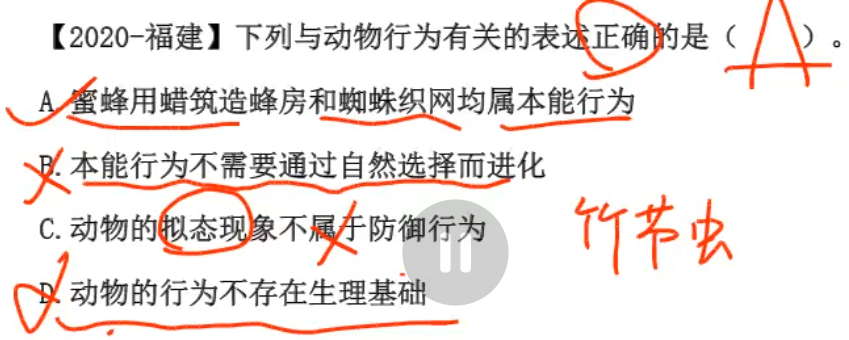 【2020-福建】下列与动物行为有关的表述正确的是（ A ）。
A.蜜蜂用蜡筑造蜂房和蜘蛛织网均属本能行为
B.本能行为不需要通过自然选择而进化
C.动物的拟态现象不属于防御行为
竹节虫
D.动物的行为不存在生理基础